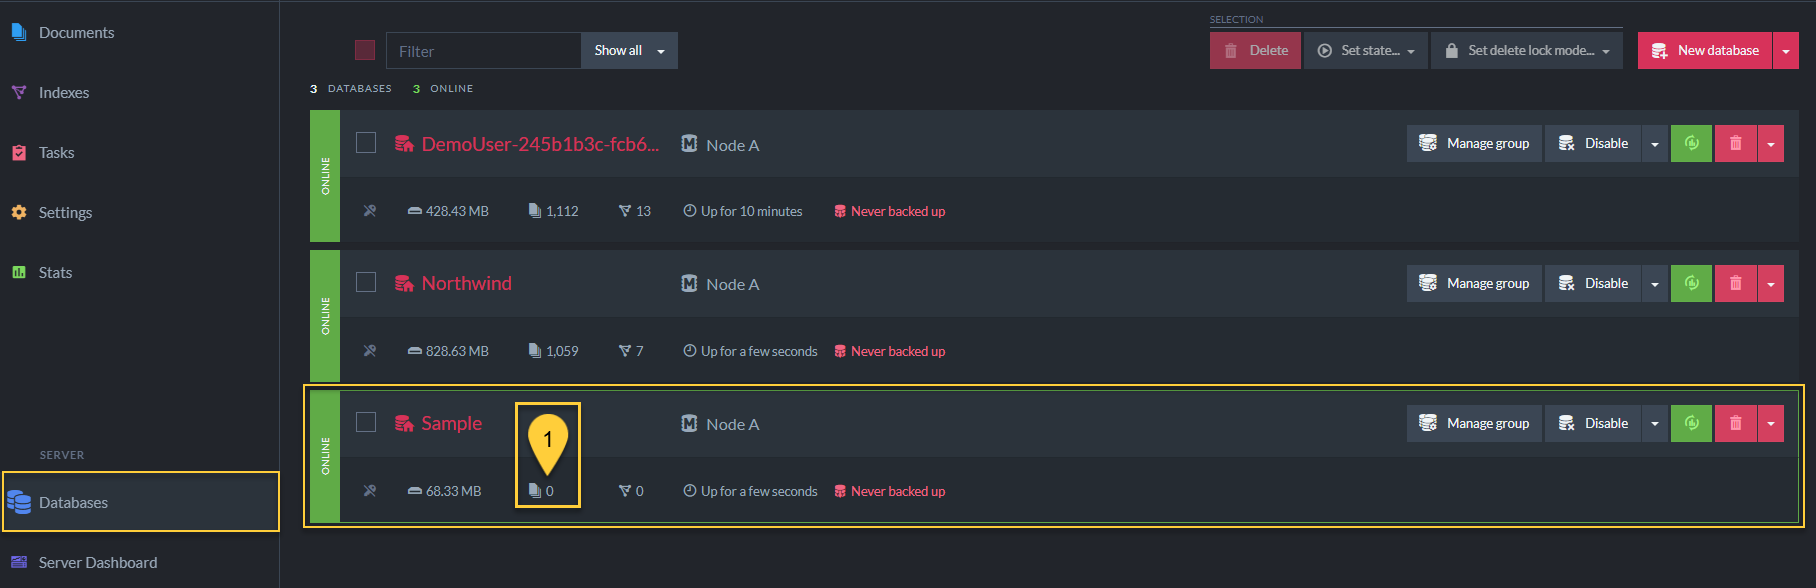 Documents
Indexes
Tasks
Settings
Stats
SERVER
Databases
Server Dashboard
SELECTION
Filter
Show all
Delete
Set state...
Set delete lock mode...
New database
3 DATABASES 3 ONLINE
ONLINE
DemoUser-245b1b3c-fcb6...
Node A
Manage group
Disable
428.43 MB
1,112
13
Up for 10 minutes
Never backed up
ONLINE
Northwind
Node A
Manage group
Disable
828.63 MB
1,059
7
Up for a few seconds
Never backed up
ONLINE
Sample
1
Node A
Manage group
Disable
68.33 MB
0
0
Up for a few seconds
Never backed up